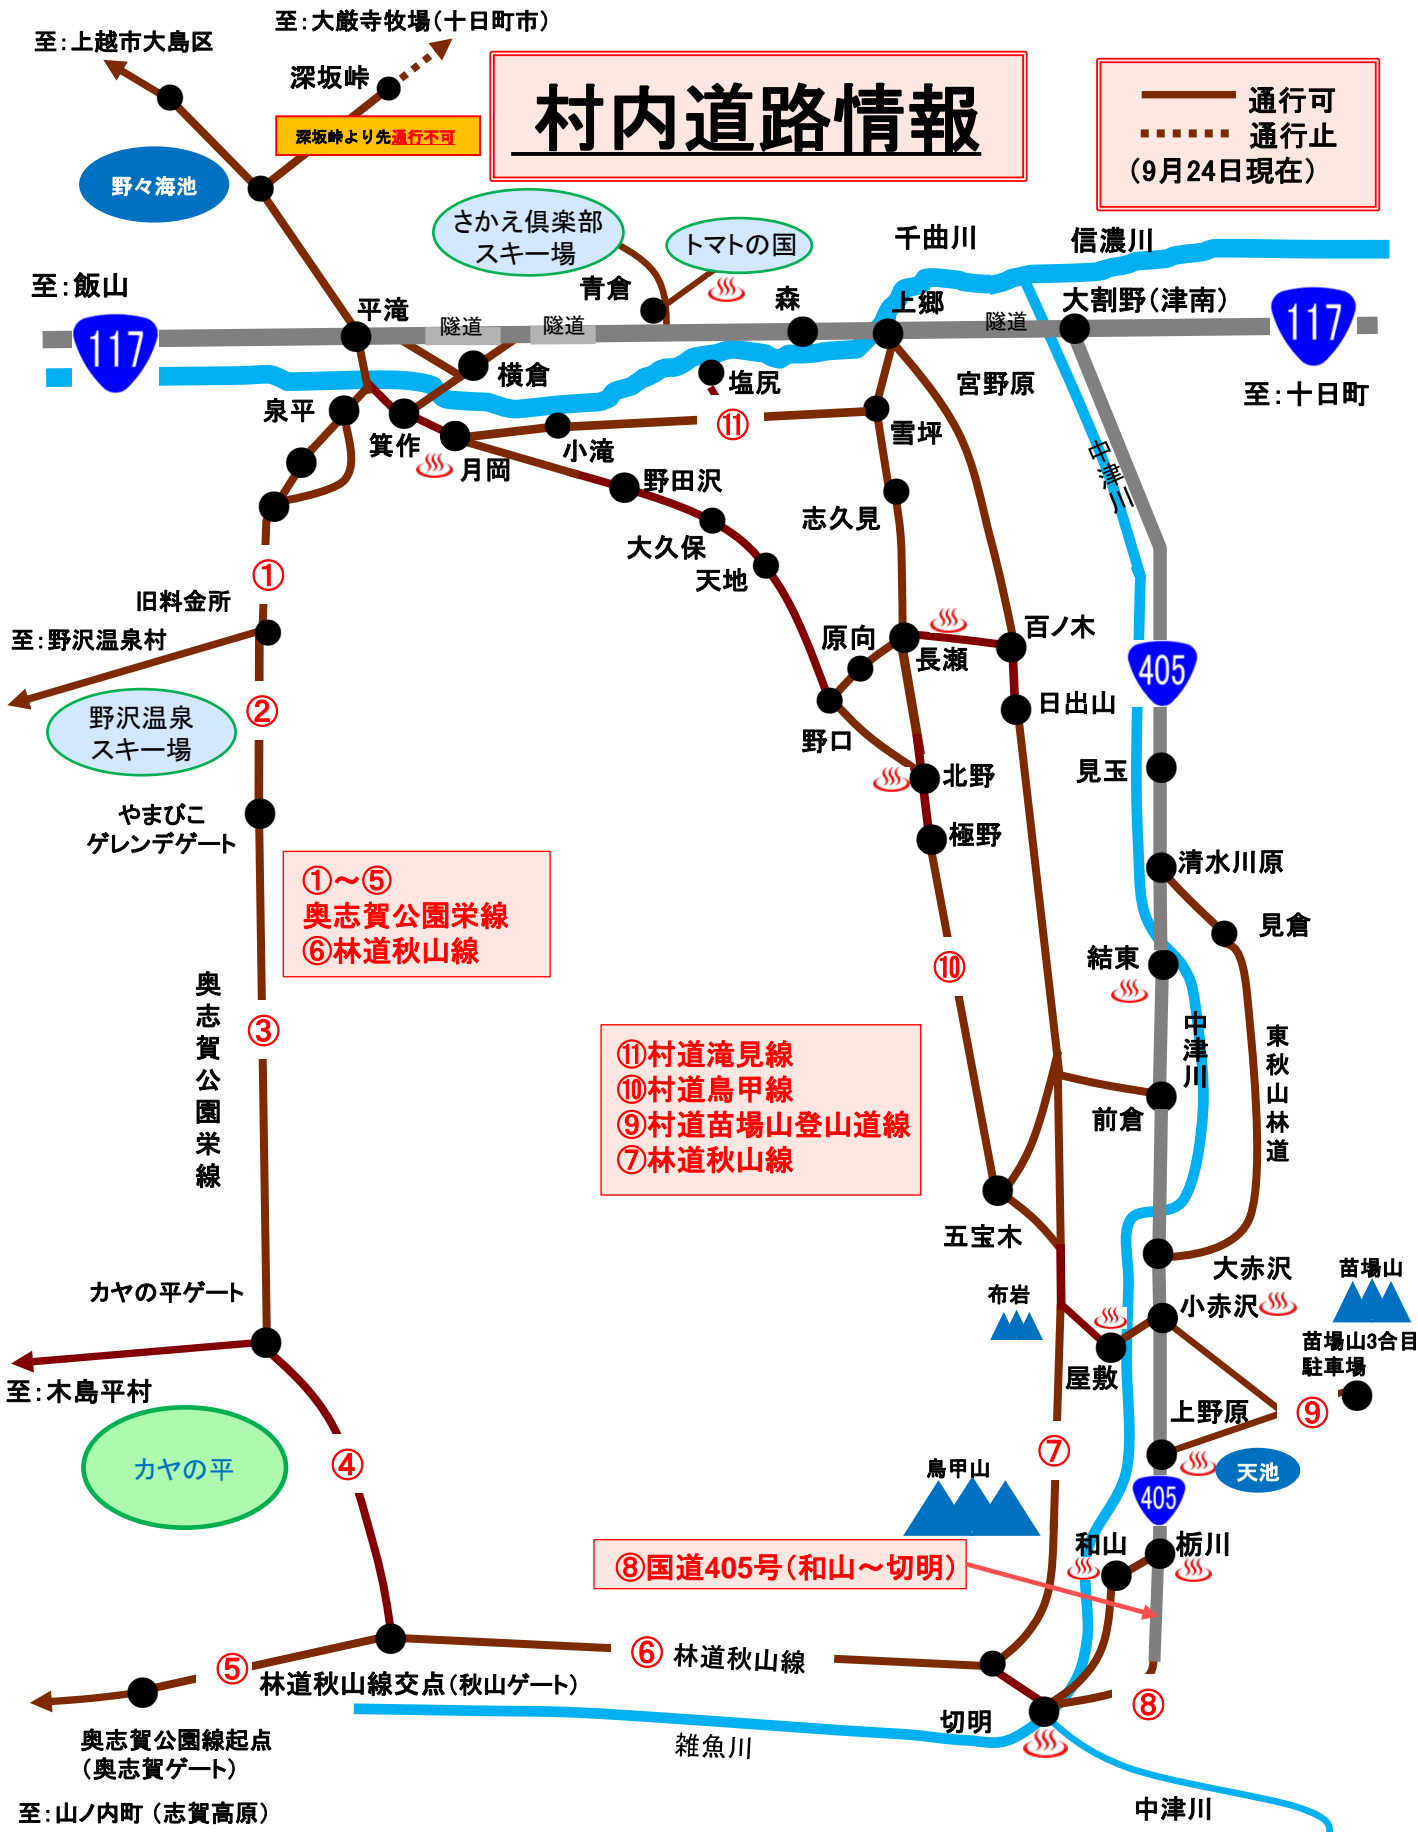 至：大厳寺牧場（十日町市）
至：上越市大島区
深坂峠
村内道路情報
通行可
通行止
（9月24日現在）
深坂峠より先通行不可
野々海池
さかえ倶楽部
スキー場
トマトの国
千曲川
信濃川
至：飯山
青倉
森
上郷
大割野（津南）
平滝
117
隧道
隧道
隧道
117
横倉
塩尻
宮野原
至：十日町
泉平
箕作
⑪
雪坪
月岡
小滝
中津川
野田沢
志久見
大久保
天地
①
旧料金所
至：野沢温泉村
原向
長瀬
百ノ木
405
②
野沢温泉
スキー場
日出山
野口
北野
見玉
やまびこ
ゲレンデゲート
極野
清水川原
①～⑤
奥志賀公園栄線
⑥林道秋山線
見倉
結東
⑩
奥志賀公園栄線
③
中津川
東秋山林道
⑪村道滝見線
⑩村道鳥甲線
⑨村道苗場山登山道線
⑦林道秋山線
前倉
五宝木
大赤沢
苗場山
カヤの平ゲート
布岩
小赤沢
苗場山3合目
駐車場
至：木島平村
屋敷
上野原
⑨
カヤの平
④
⑦
鳥甲山
天池
405
⑧国道405号（和山～切明）
和山
栃川
⑤
⑥
林道秋山線
林道秋山線交点（秋山ゲート）
切明
⑧
奥志賀公園線起点
（奥志賀ゲート）
雑魚川
至：山ノ内町（志賀高原）
中津川